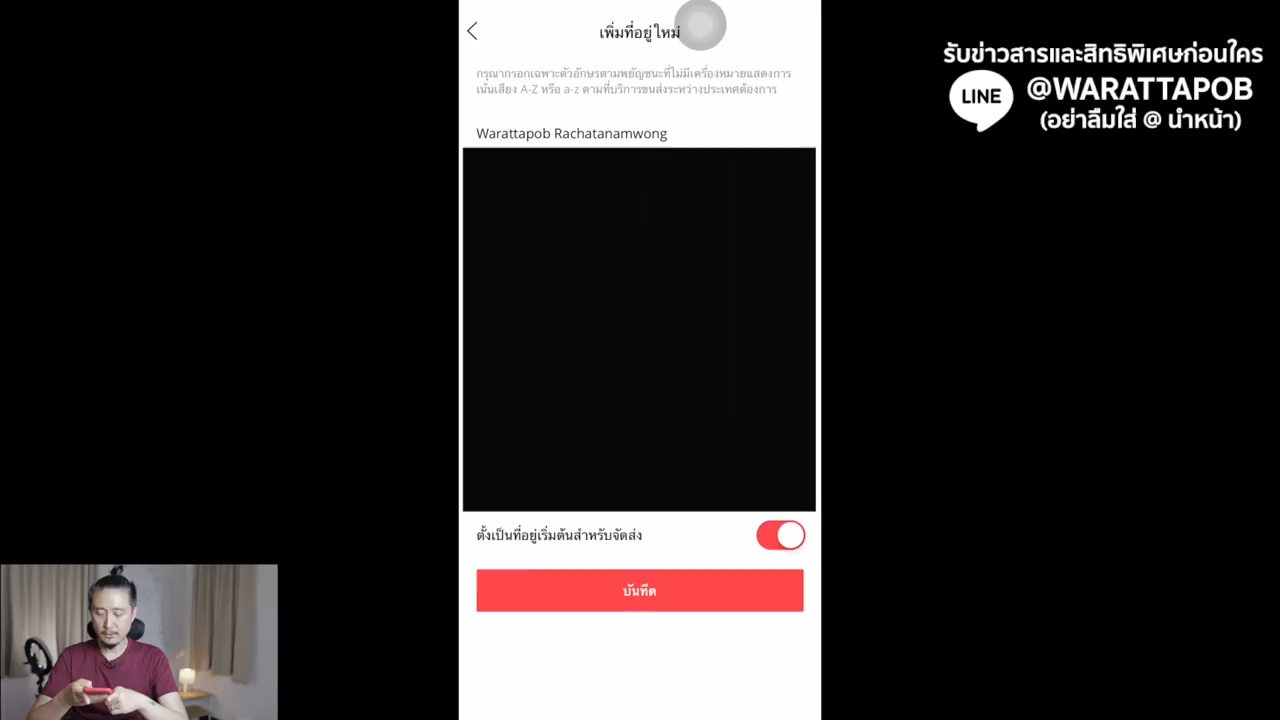 เพิ่มที่อยู่ใหม่
กรุณากรอกเฉพาะตัวอักษรตามพยัญชนะที่ไม่มีเครื่องหมายแสดงการ
เน้นเสียง A-Z หรือ a-z ตามที่บริการขนส่งระหว่างประเทศต้องการ
Warattapob Rachatanamwong
ตั้งเป็นที่อยู่เริ่มต้นสำหรับจัดส่ง
บันทึก
รับข่าวสารและสิทธิพิเศษก่อนใคร
LINE
@WARATTAPOB
(อย่าลืมใส่ @ นำหน้า)